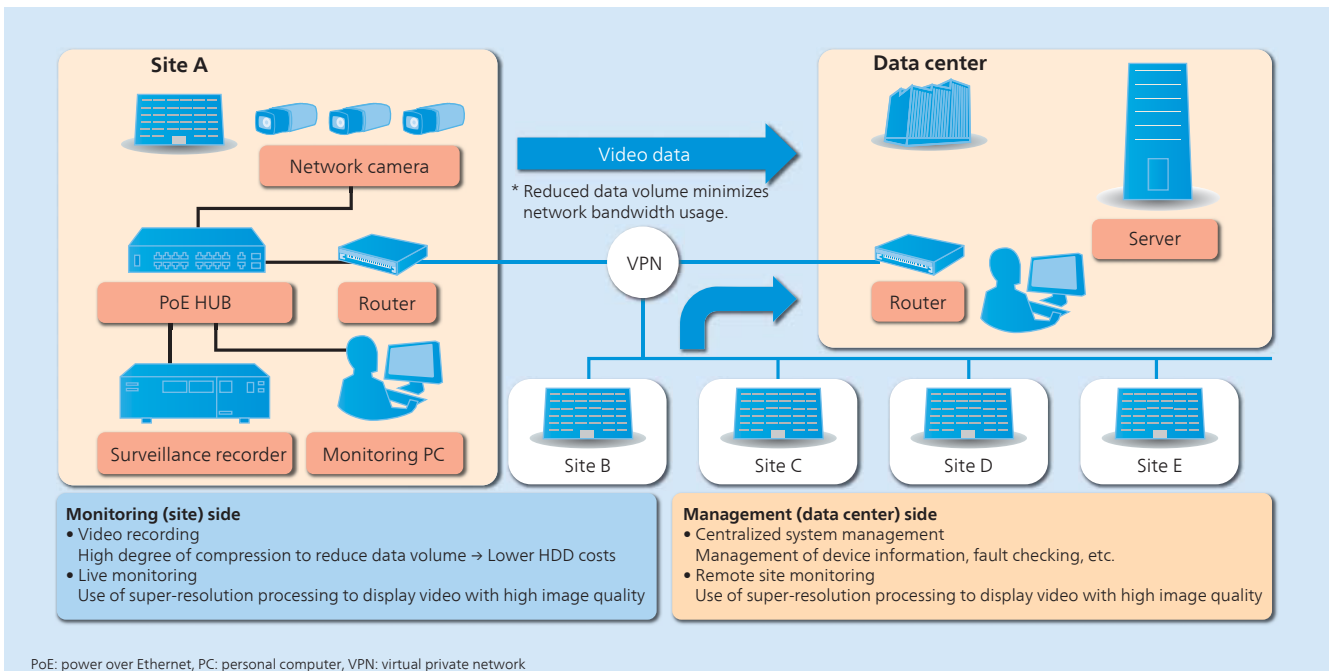 Site A
Network camera
PoE HUB
Router
Surveillance recorder
Monitoring PC
Video data
* Reduced data volume minimizes
network bandwidth usage.
VPN
Data center
Server
Router
Site B
Site C
Site D
Site E
Monitoring (site) side
• Video recording
High degree of compression to reduce data volume → Lower HDD costs
• Live monitoring
Use of super-resolution processing to display video with high image quality
Management (data center) side
• Centralized system management
Management of device information, fault checking, etc.
• Remote site monitoring
Use of super-resolution processing to display video with high image quality
PoE: power over Ethernet, PC: personal computer, VPN: virtual private network